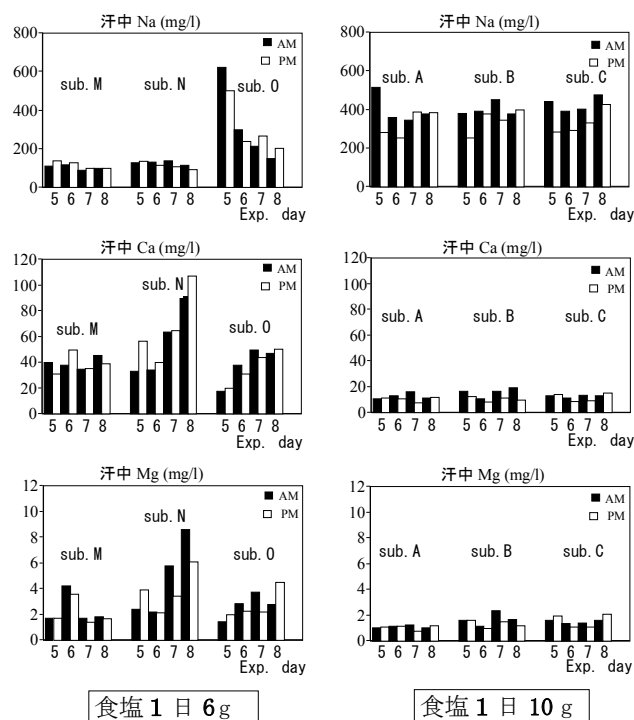 汗中 Na (mg/l)
800
600
400
200
0
AM
PM
sub. M
sub. N
sub. O
5 6 7 8
5 6 7 8
5 6 7 8
Exp. day
汗中 Na (mg/l)
800
600
400
200
0
AM
PM
sub. A
sub. B
sub. C
5 6 7 8
5 6 7 8
5 6 7 8
Exp. day
汗中 Ca (mg/l)
120
100
80
60
40
20
0
AM
PM
sub. M
sub. N
sub. O
5 6 7 8
5 6 7 8
5 6 7 8
Exp. day
汗中 Ca (mg/l)
120
100
80
60
40
20
0
AM
PM
sub. A
sub. B
sub. C
5 6 7 8
5 6 7 8
5 6 7 8
Exp. day
汗中 Mg (mg/l)
12
10
8
6
4
2
0
AM
PM
sub. M
sub. N
sub. O
5 6 7 8
5 6 7 8
5 6 7 8
Exp. day
汗中 Mg (mg/l)
12
10
8
6
4
2
0
AM
PM
sub. A
sub. B
sub. C
5 6 7 8
5 6 7 8
5 6 7 8
Exp. day
食塩 1 日 6g
食塩 1 日 10 g